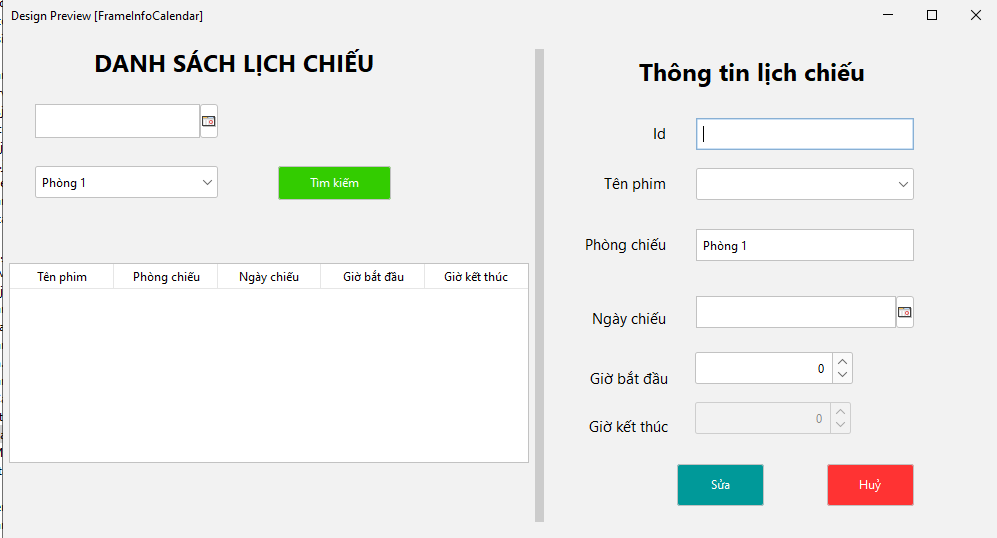 Design Preview [FrameInfoCalendar]
DANH SÁCH LỊCH CHIẾU
Phòng 1
Tìm kiếm
Tên phim Phòng chiếu Ngày chiếu Giờ bắt đầu Giờ kết thúc
Thông tin lịch chiếu
Id
Tên phim
Phòng chiếu Phòng 1
Ngày chiếu
Giờ bắt đầu 0
Giờ kết thúc 0
Sửa Huỷ